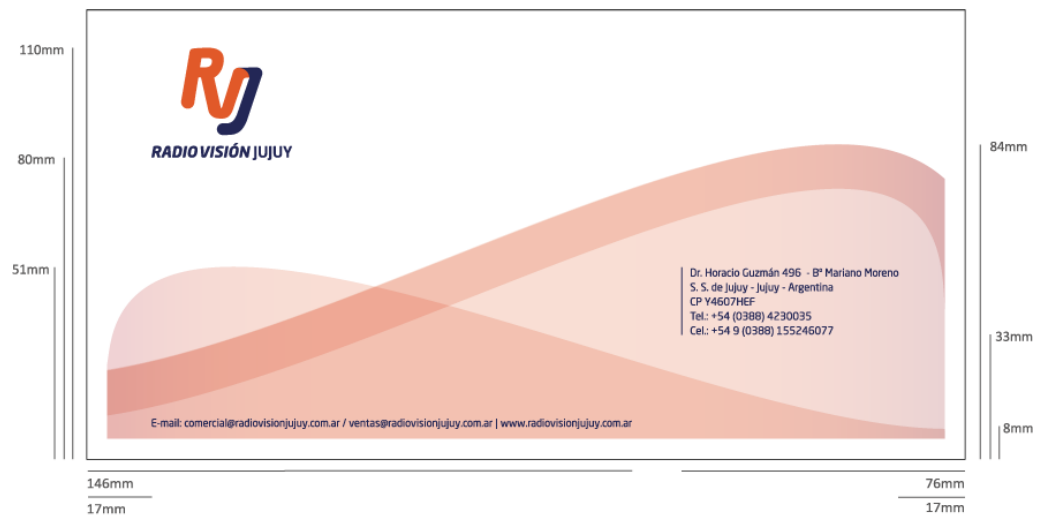 110mm
RVJ
RADIO VISIÓN JUJUY
80mm
84mm
51mm
Dr. Horacio Guzmán 496 - Bº Mariano Moreno
S. S. de Jujuy - Jujuy - Argentina
CP Y4607HEF
Tel.: +54 (0388) 4230035
Cel.: +54 9 (0388) 155246077
33mm
E-mail: comercial@radiovisionjujuy.com.ar / ventas@radiovisionjujuy.com.ar | www.radiovisionjujuy.com.ar
8mm
146mm
76mm
17mm
17mm